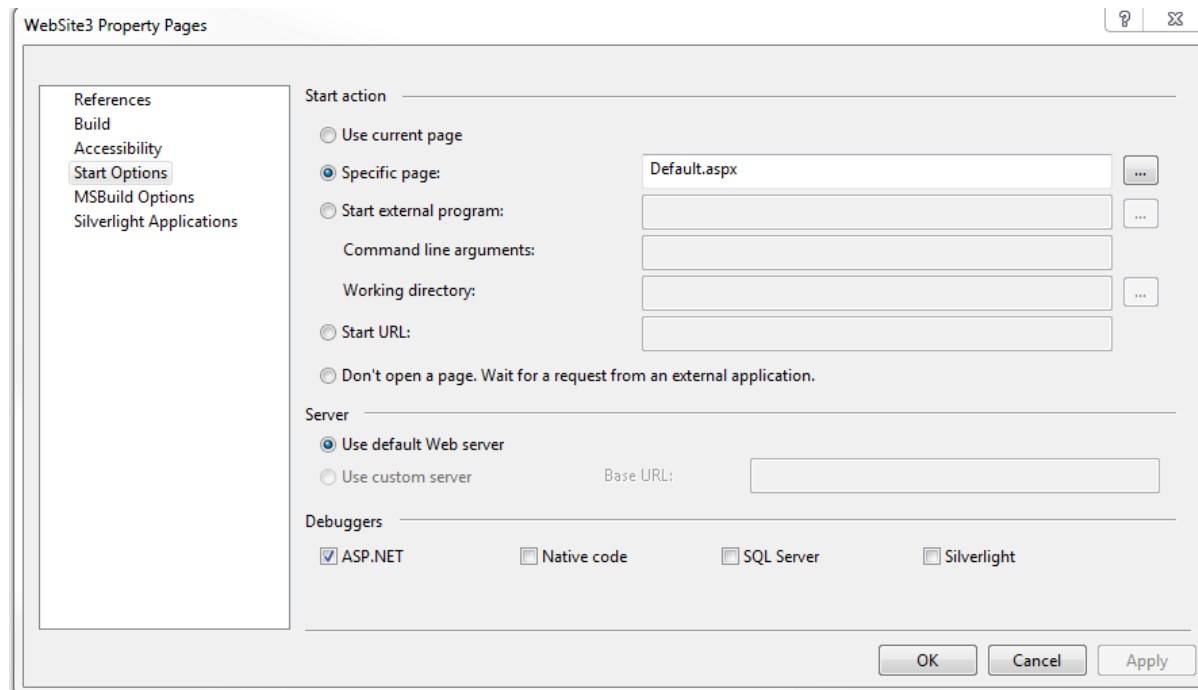 WebSite3 Property Pages
References
Build
Accessibility
Start Options
MSBuild Options
Silverlight Applications
Start action
Use current page
Specific page: Default.aspx ...
Start external program: ...
Command line arguments:
Working directory: ...
Start URL:
Don't open a page. Wait for a request from an external application.
Server
Use default Web server
Use custom server Base URL:
Debuggers
ASP.NET Native code SQL Server Silverlight
OK Cancel Apply